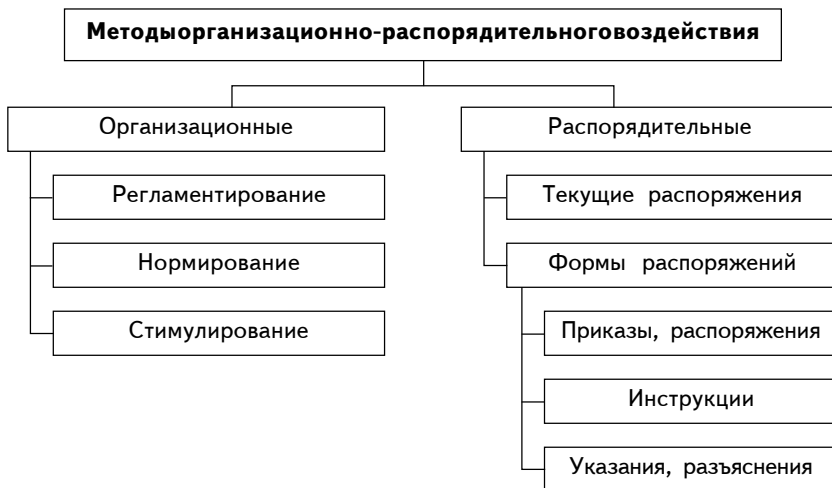 Методыорганизационно-распорядительноговоздействия
Организационные
Регламентирование
Нормирование
Стимулирование
Распорядительные
Текущие распоряжения
Формы распоряжений
Приказы, распоряжения
Инструкции
Указания, разъяснения